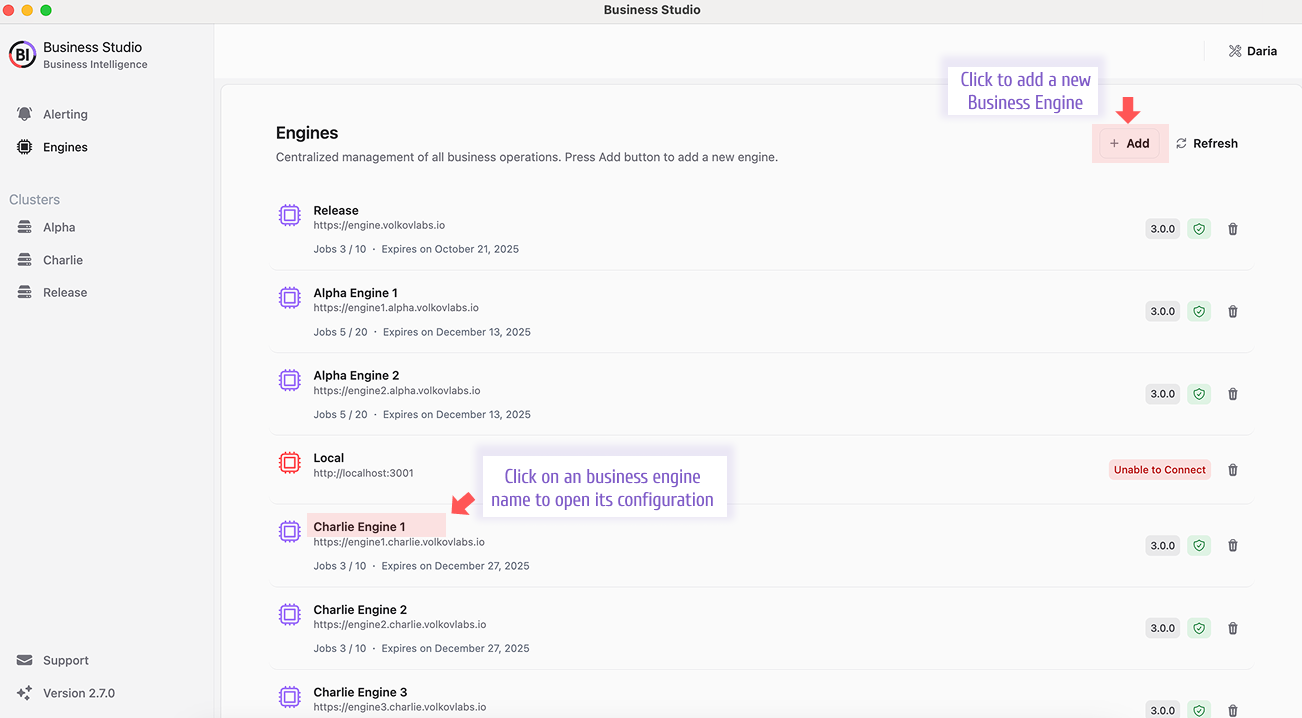 Business Studio
BI
Business Studio
Business Intelligence
Daria
Alerting
Engines
Clusters
Alpha
Charlie
Release
Support
Version 2.7.0
Click to add a new
Business Engine
Engines
Centralized management of all business operations. Press Add button to add a new engine.
+ Add
Refresh
Release
https://engine.volkovlabs.io
Jobs 3 / 10 · Expires on October 21, 2025
3.0.0
Alpha Engine 1
https://engine1.alpha.volkovlabs.io
Jobs 5 / 20 · Expires on December 13, 2025
3.0.0
Alpha Engine 2
https://engine2.alpha.volkovlabs.io
Jobs 5 / 20 · Expires on December 13, 2025
3.0.0
Local
http://localhost:3001
Unable to Connect
Click on an business engine
name to open its configuration
Charlie Engine 1
https://engine1.charlie.volkovlabs.io
Jobs 3 / 10 · Expires on December 27, 2025
3.0.0
Charlie Engine 2
https://engine2.charlie.volkovlabs.io
Jobs 3 / 10 · Expires on December 27, 2025
3.0.0
Charlie Engine 3
https://engine3.charlie.volkovlabs.io
3.0.0